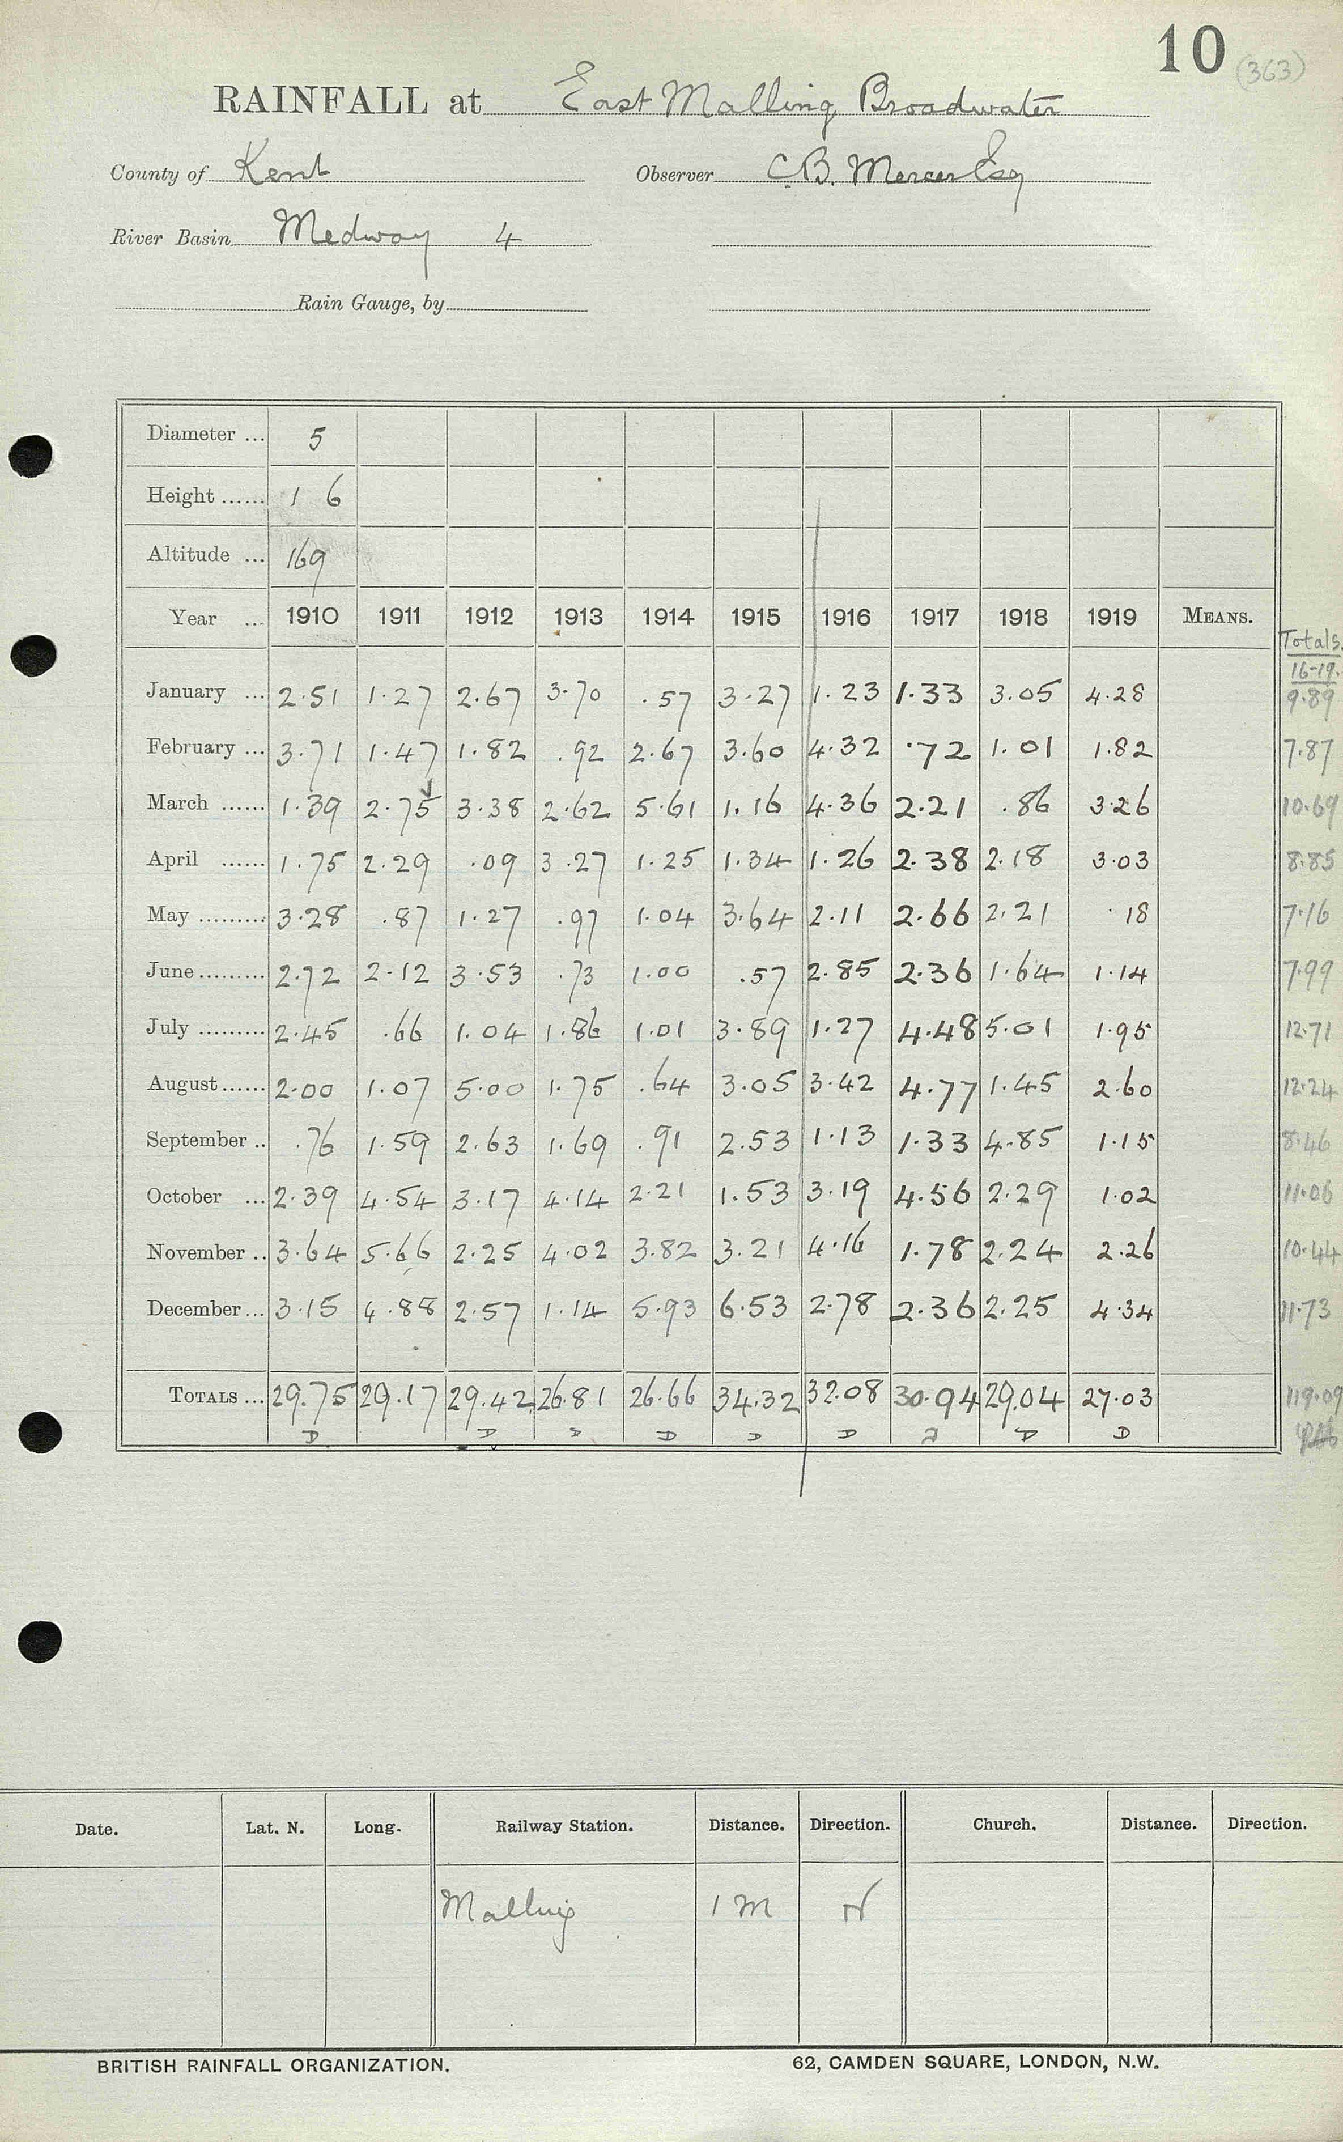 10 (363)
RAINFALL at East Malling Broadwater
County of Kent Observer C.B. Mercer Esq
River Basin Medway 4
Rain Gauge, by
Diameter ... 5
Height ...... 1 6
Altitude ... 169
Year ... 1910 1911 1912 1913 1914 1915 1916 1917 1918 1919 MEANS. Totals. 16-19.
January ... 2.51 1.27 2.67 3.70 .57 3.27 1.23 1.33 3.05 4.28 9.89
February ... 3.71 1.47 1.82 .92 2.67 3.60 4.32 .72 1.01 1.82 7.87
March ...... 1.39 2.75 3.38 2.62 5.61 1.16 4.36 2.21 .86 3.26 10.69
April ...... 1.75 2.29 .09 3.27 1.25 1.34 1.26 2.38 2.18 3.03 8.85
May ......... 3.28 .87 1.27 .97 1.04 3.64 2.11 2.66 2.21 .18 7.16
June ......... 2.72 2.12 3.53 .73 1.00 .57 2.85 2.36 1.64 1.14 7.99
July ......... 2.45 .66 1.04 1.86 1.01 3.89 1.27 4.48 5.01 1.95 12.71
August ...... 2.00 1.07 5.00 1.75 .64 3.05 3.42 4.77 1.45 2.60 12.24
September .. .76 1.59 2.63 1.69 .91 2.53 1.13 1.33 4.85 1.15 8.46
October ... 2.39 4.54 3.17 4.14 2.21 1.53 3.19 4.56 2.29 1.02 11.06
November .. 3.64 5.66 2.25 4.02 3.82 3.21 4.16 1.78 2.24 2.26 10.44
December ... 3.15 4.88 2.57 1.14 5.93 6.53 2.78 2.36 2.25 4.34 11.73
TOTALS ... 29.75 29.17 29.42 26.81 26.66 34.32 32.08 30.94 29.04 27.03 119.09
D D D D D D D D D
Date. Lat. N. Long. Railway Station. Distance. Direction. Church. Distance. Direction.
Malling 1 m N
BRITISH RAINFALL ORGANIZATION. 62, CAMDEN SQUARE, LONDON, N.W.